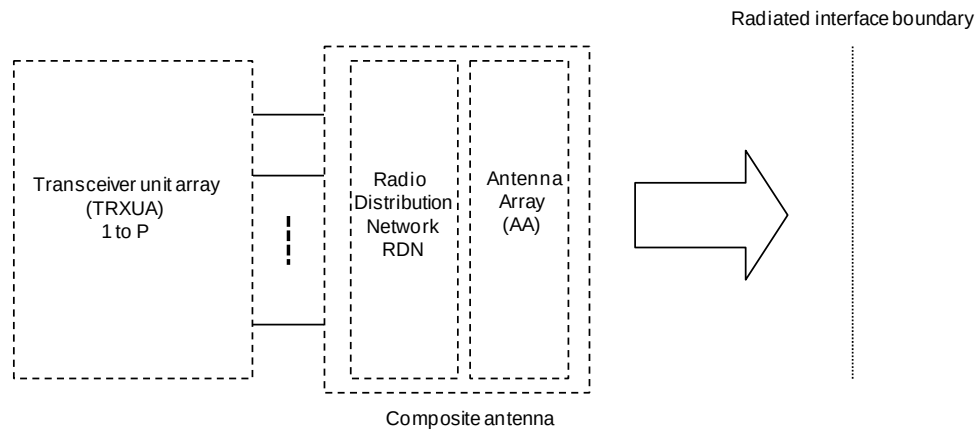 Radiated interface boundary
Transceiver unit array
(TRXUA)
1 to P
Radio
Distribution
Network
RDN
Antenna
Array
(AA)
Composite antenna